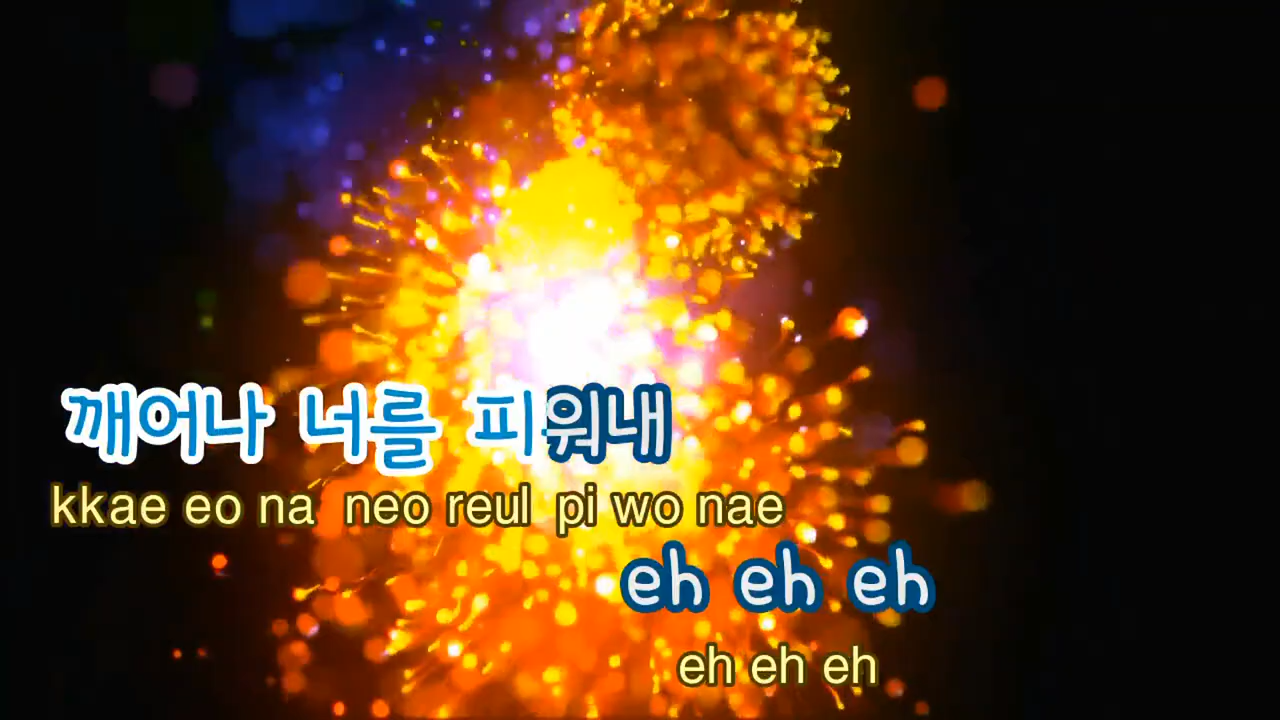 깨어나 너를 피워내
kkae eo na neo reul pi wo nae
eh eh eh
eh eh eh